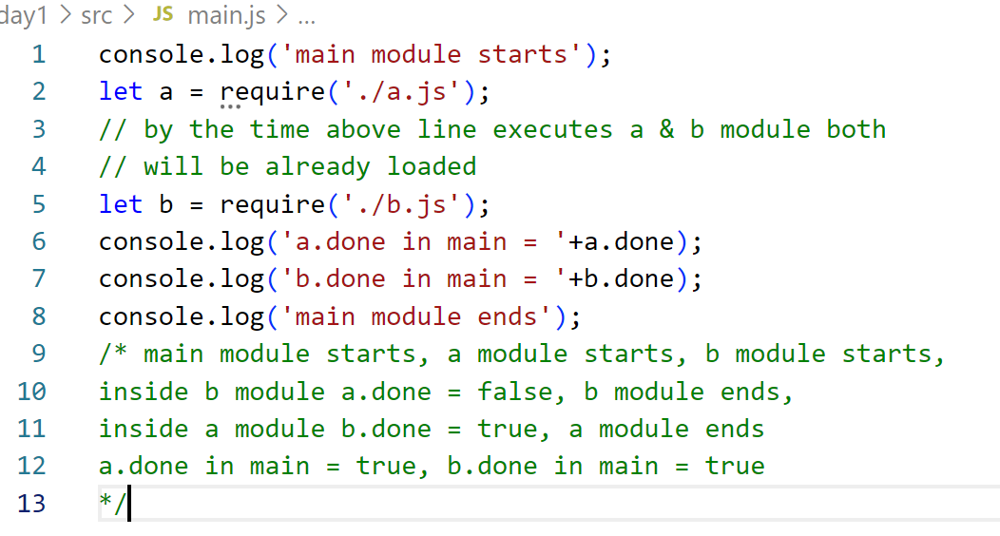 day1 > src > JS main.js > ...
1 console.log('main module starts');
2 let a = require('./a.js');
3 // by the time above line executes a & b module both
4 // will be already loaded
5 let b = require('./b.js');
6 console.log('a.done in main = '+a.done);
7 console.log('b.done in main = '+b.done);
8 console.log('main module ends');
9 /* main module starts, a module starts, b module starts,
10 inside b module a.done = false, b module ends,
11 inside a module b.done = true, a module ends
12 a.done in main = true, b.done in main = true
13 */